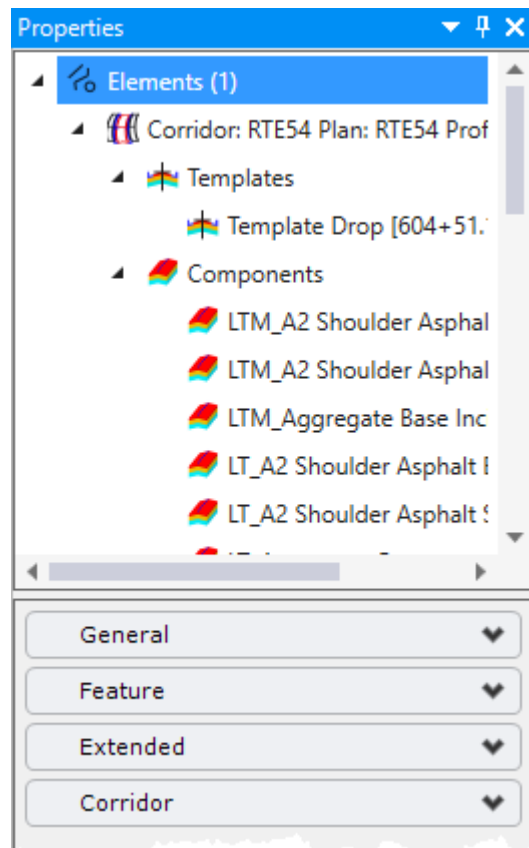 Properties
Elements (1)
Corridor: RTE54 Plan: RTE54 Prof
Templates
Template Drop [604+51.
Components
LTM_A2 Shoulder Asphal
LTM_A2 Shoulder Asphal
LTM_Aggregate Base Inc
LT_A2 Shoulder Asphalt
LT_A2 Shoulder Asphalt
General
Feature
Extended
Corridor